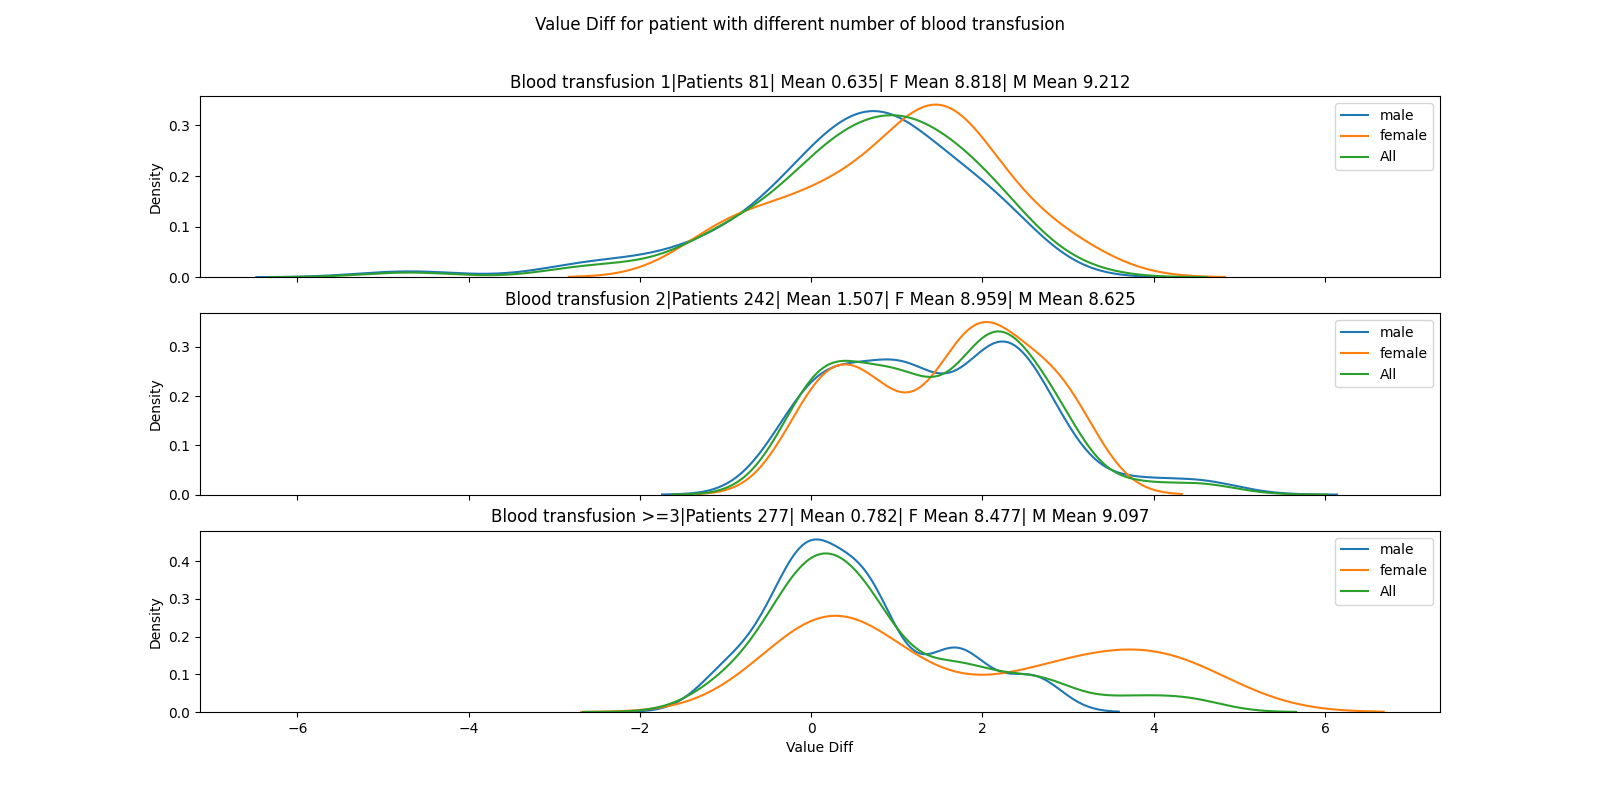 Value Diff for patient with different number of blood transfusion
Blood transfusion 1|Patients 81| Mean 0.635| F Mean 8.818| M Mean 9.212
Density
0.3
0.2
0.1
0.0
male
female
All
Blood transfusion 2|Patients 242| Mean 1.507| F Mean 8.959| M Mean 8.625
Density
0.3
0.2
0.1
0.0
male
female
All
Blood transfusion >=3|Patients 277| Mean 0.782| F Mean 8.477| M Mean 9.097
Density
0.4
0.3
0.2
0.1
0.0
male
female
All
−6 −4 −2 0 2 4 6
Value Diff